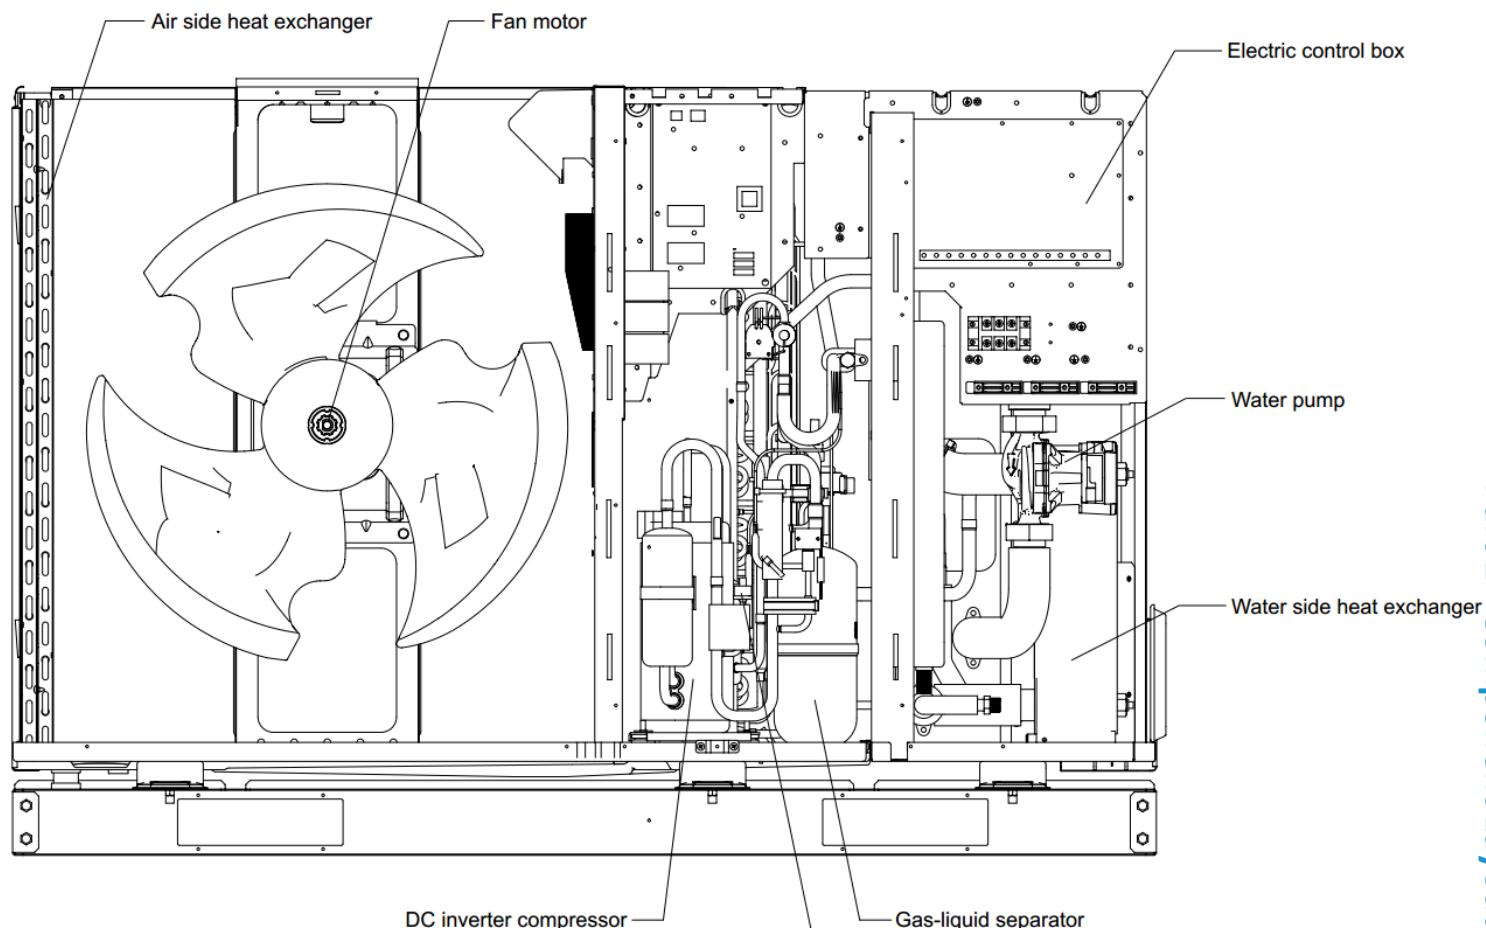 Air side heat exchanger
Fan motor
Electric control box
Water pump
Water side heat exchanger
DC inverter compressor
Gas-liquid separator